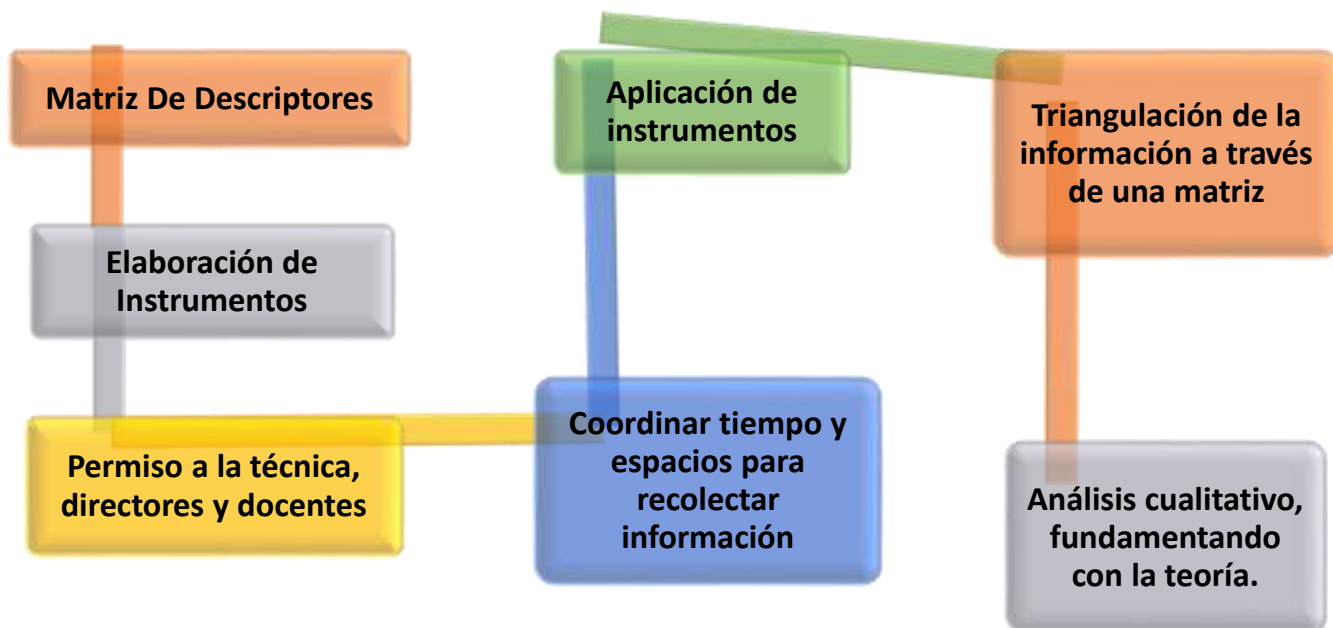 Matriz De Descriptores
Elaboración de
Instrumentos
Permiso a la técnica,
directores y docentes
Coordinar tiempo y
espacios para
recolectar
información
Aplicación de
instrumentos
Triangulación de la
información a través
de una matriz
Análisis cualitativo,
fundamentando
con la teoría.